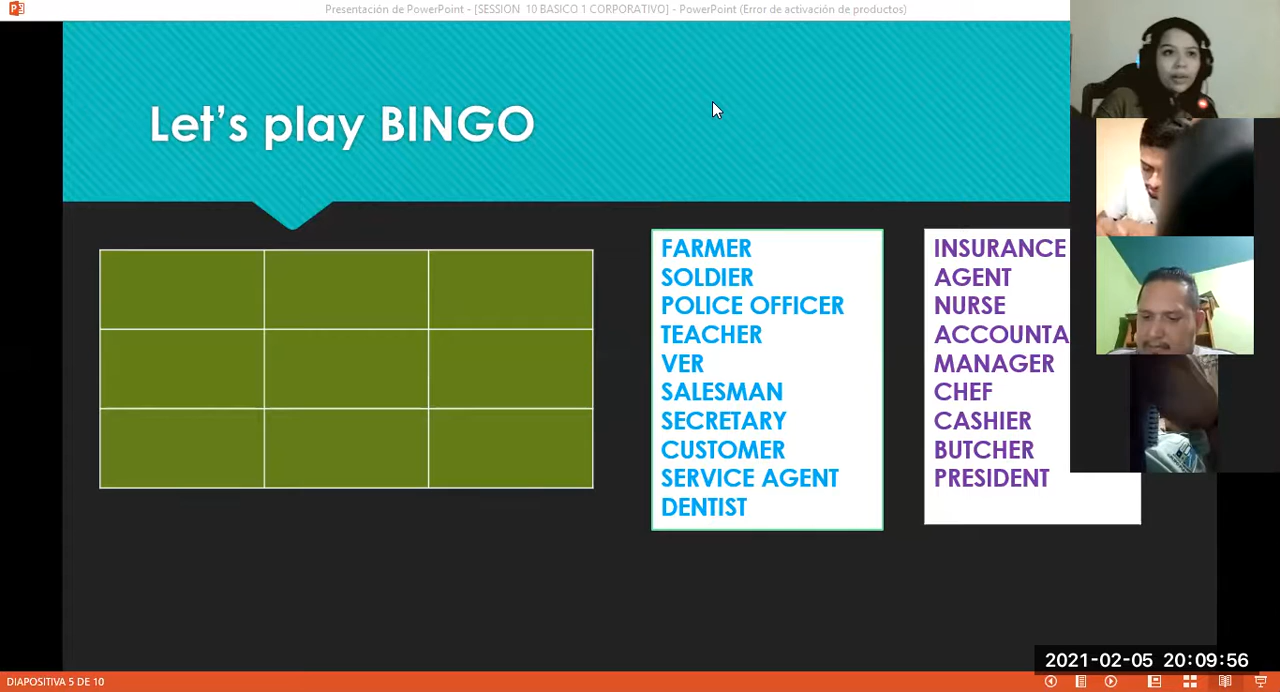 Presentación de PowerPoint - [SESSION 10 BASICO 1 CORPORATIVO] - PowerPoint (Error de activación de productos)
Let's play BINGO
FARMER
SOLDIER
POLICE OFFICER
TEACHER
VER
SALESMAN
SECRETARY
CUSTOMER
SERVICE AGENT
DENTIST
INSURANCE
AGENT
NURSE
ACCOUNTA
MANAGER
CHEF
CASHIER
BUTCHER
PRESIDENT
2021-02-05 20:09:56
DIAPOSITIVA 5 DE 10